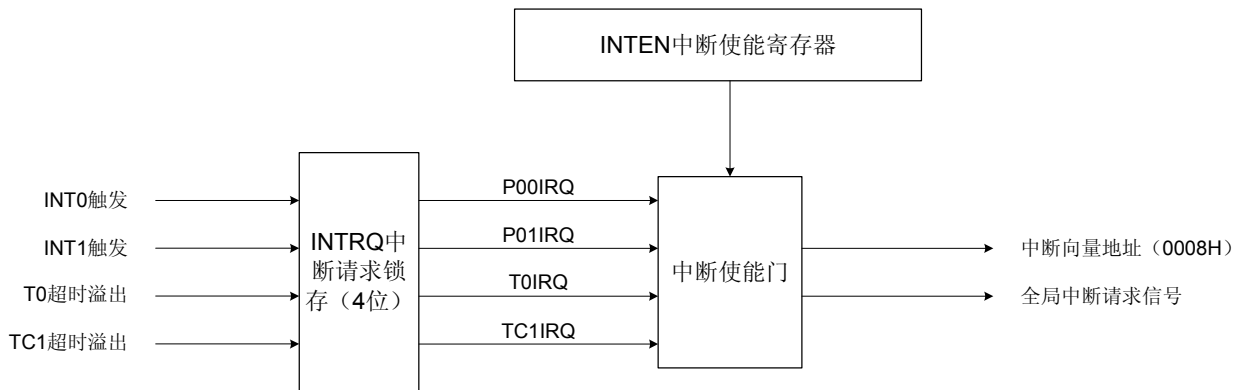 INTEN中断使能寄存器
INT0触发
INT1触发
T0超时溢出
TC1超时溢出
INTRQ中
断请求锁
存（4位）
P00IRQ
P01IRQ
T0IRQ
TC1IRQ
中断使能门
中断向量地址（0008H）
全局中断请求信号